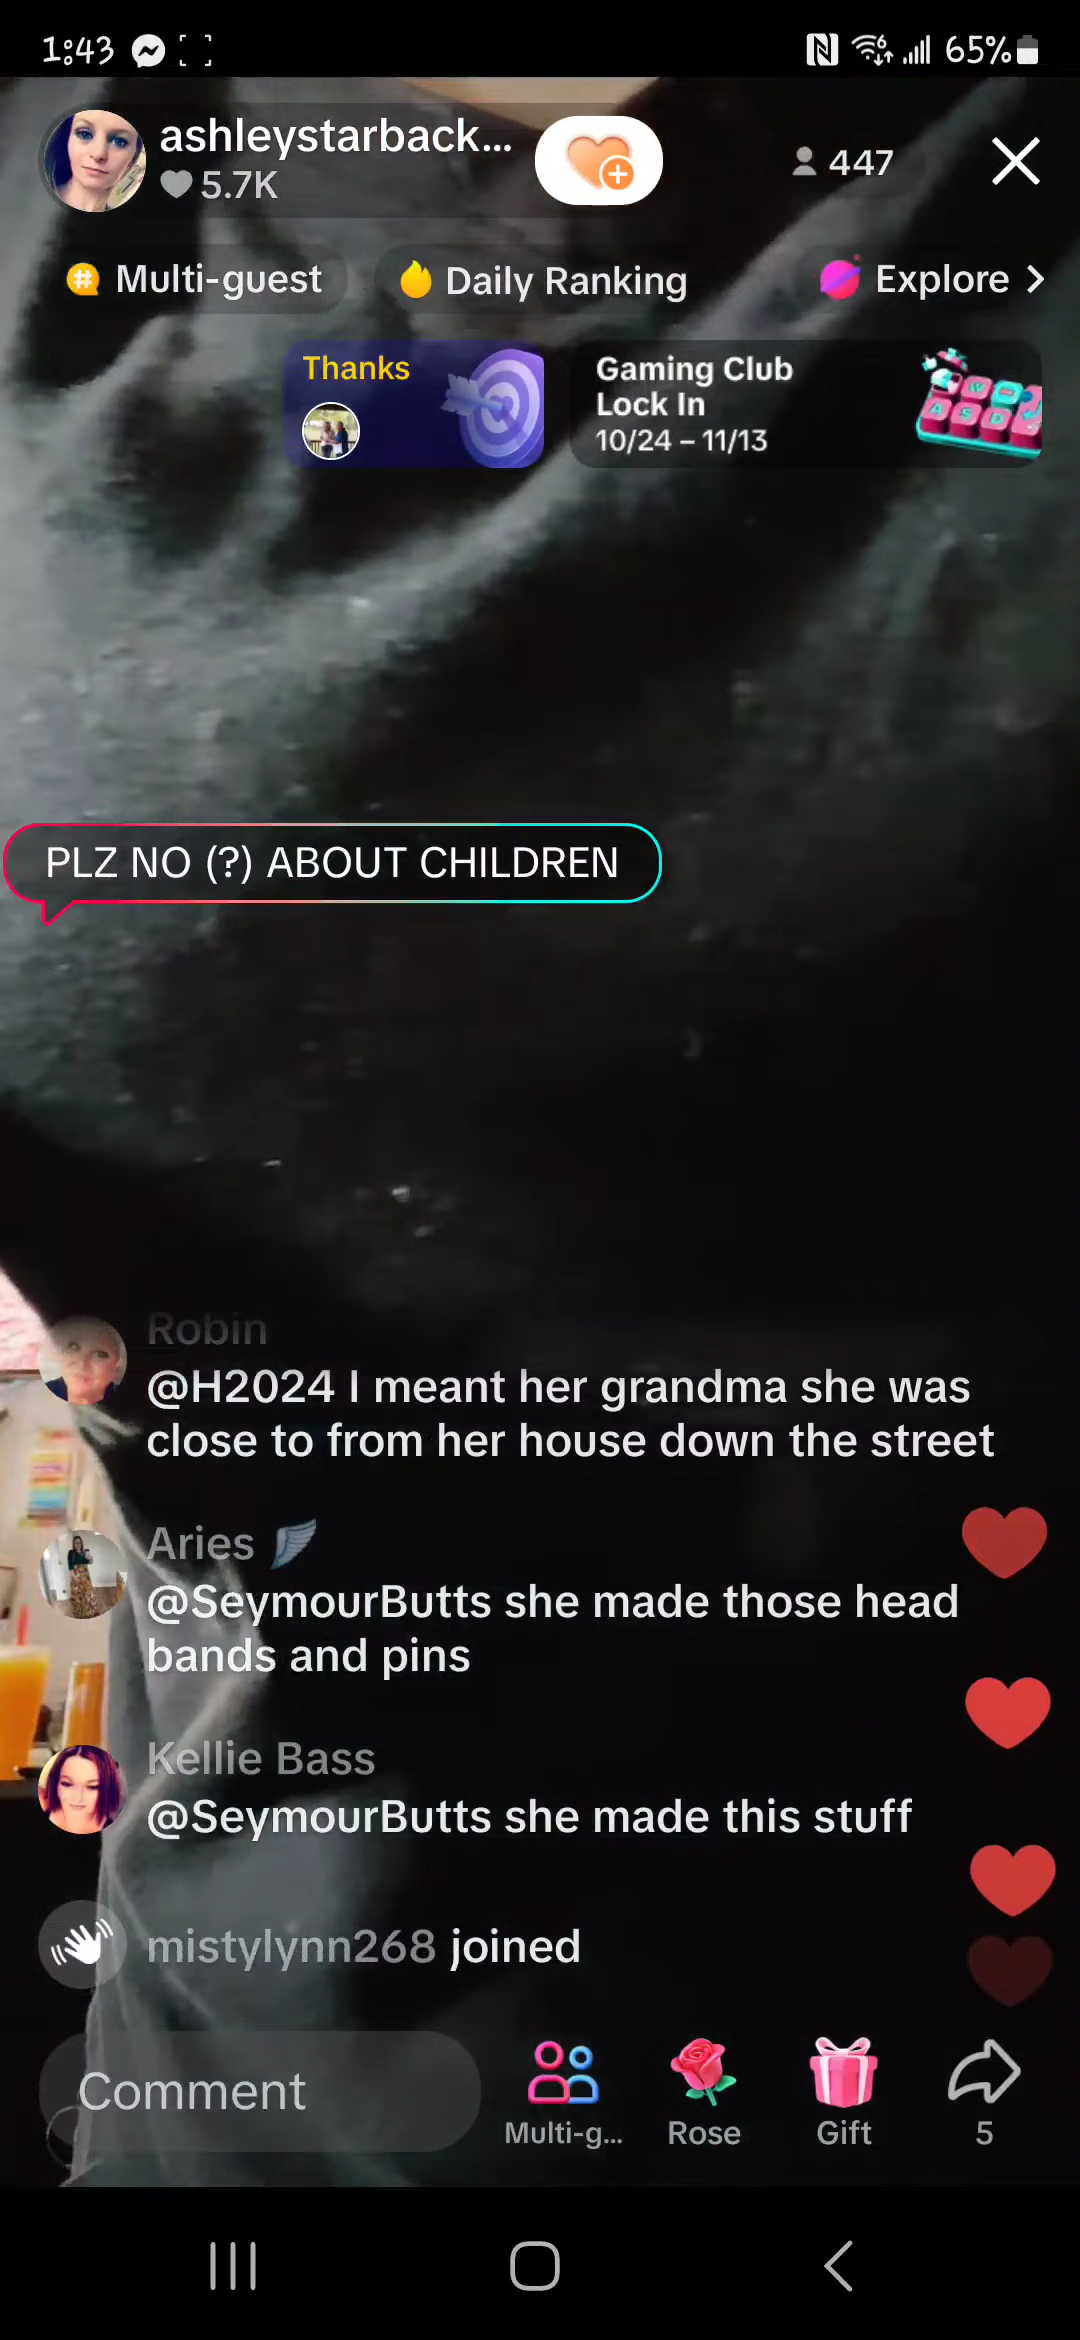 1:43
65%
ashleystarback...
5.7K
447
Multi-guest
Daily Ranking
Explore >
Thanks
Gaming Club
Lock In
10/24 – 11/13
PLZ NO (?) ABOUT CHILDREN
Robin
@H2024 I meant her grandma she was
close to from her house down the street
Aries
@SeymourButts she made those head
bands and pins
Kellie Bass
@SeymourButts she made this stuff
mistylynn268 joined
Comment
Multi-g...
Rose
Gift
5